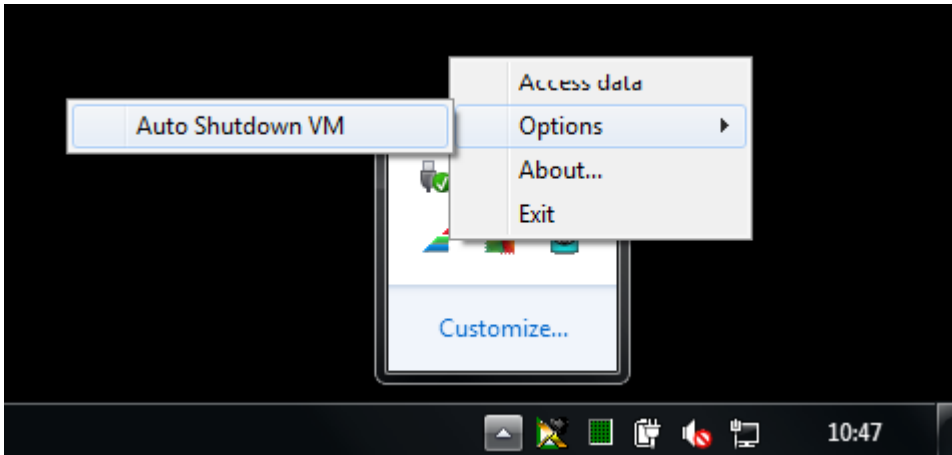 Access data
Auto Shutdown VM
Options
About...
Exit
Customize...
10:47